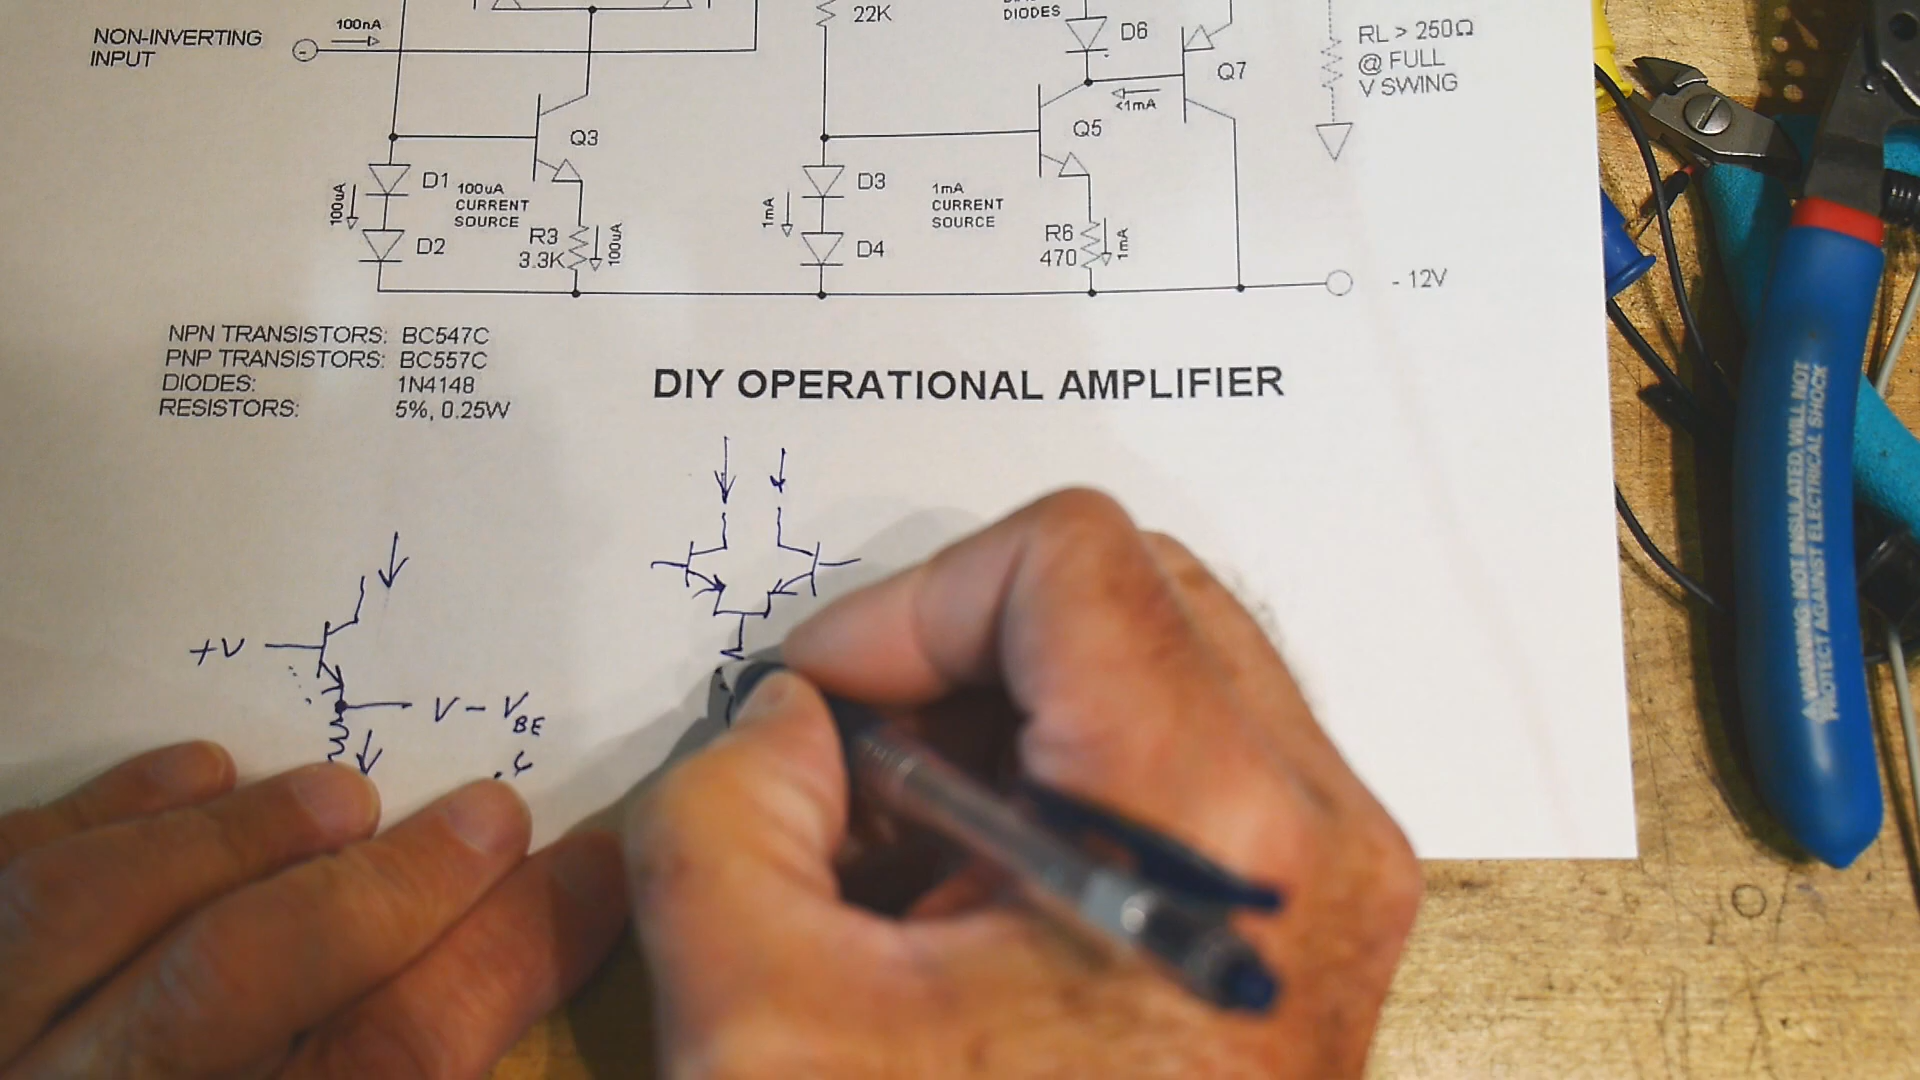 100nA
NON-INVERTING
INPUT
-
22K
DIODES
D6
Q7
<1mA
RL > 250Ω
@ FULL
V SWING
Q3
Q5
D1
100uA
100uA
CURRENT
SOURCE
D2
R3
3.3K
100uA
D3
1mA
1mA
CURRENT
SOURCE
D4
R6
470
1mA
- 12V
NPN TRANSISTORS: BC547C
PNP TRANSISTORS: BC557C
DIODES: 1N4148
RESISTORS: 5%, 0.25W
DIY OPERATIONAL AMPLIFIER
+V
V - VBE
.6
WARNING: NOT INSULATED. WILL NOT
PROTECT AGAINST ELECTRICAL SHOCK